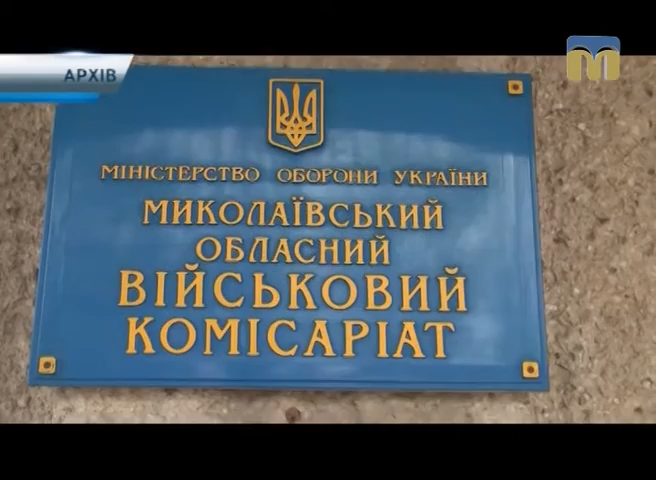 АРХІВ
М
МІНІСТЕРСТВО ОБОРОНИ УКРАЇНИ
МИКОЛАЇВСЬКИЙ
ОБЛАСНИЙ
ВІЙСЬКОВИЙ
КОМІСАРІАТ